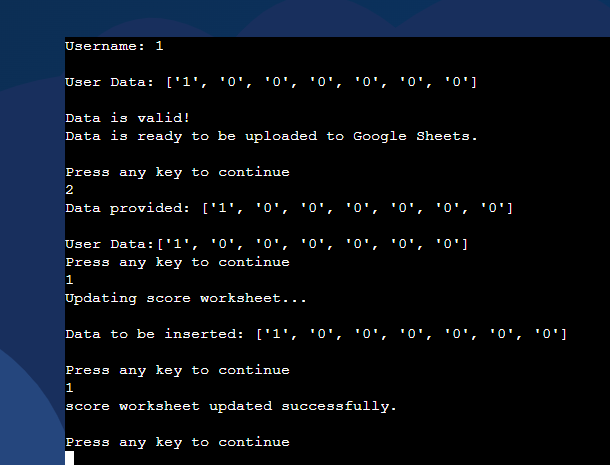 Username: 1
User Data: ['1', '0', '0', '0', '0', '0', '0']
Data is valid!
Data is ready to be uploaded to Google Sheets.
Press any key to continue
2
Data provided: ['1', '0', '0', '0', '0', '0', '0']
User Data:['1', '0', '0', '0', '0', '0', '0']
Press any key to continue
1
Updating score worksheet...
Data to be inserted: ['1', '0', '0', '0', '0', '0', '0']
Press any key to continue
1
score worksheet updated successfully.
Press any key to continue